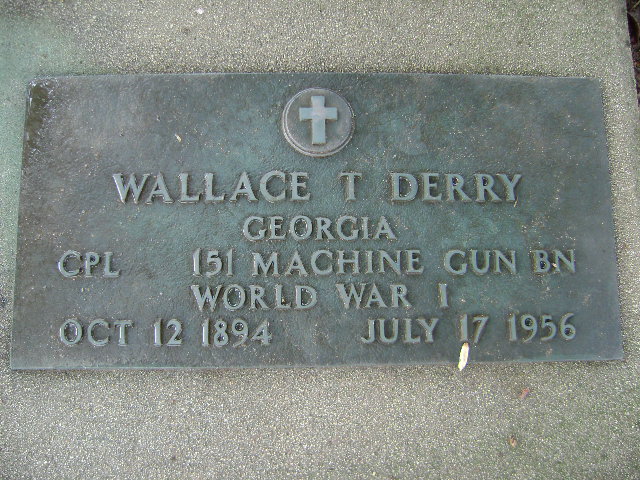 WALLACE T DERRY
GEORGIA
CPL 151 MACHINE GUN BN
WORLD WAR I
OCT 12 1894 JULY 17 1956